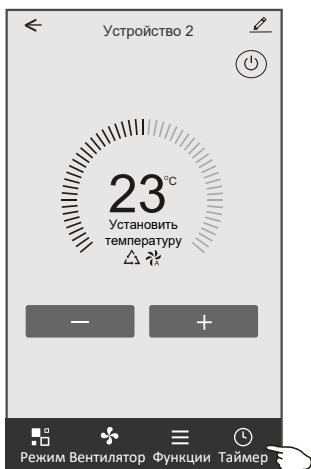 Устройство 2
23°C
Установить
температуру
A
— +
Режим Вентилятор Функции Таймер